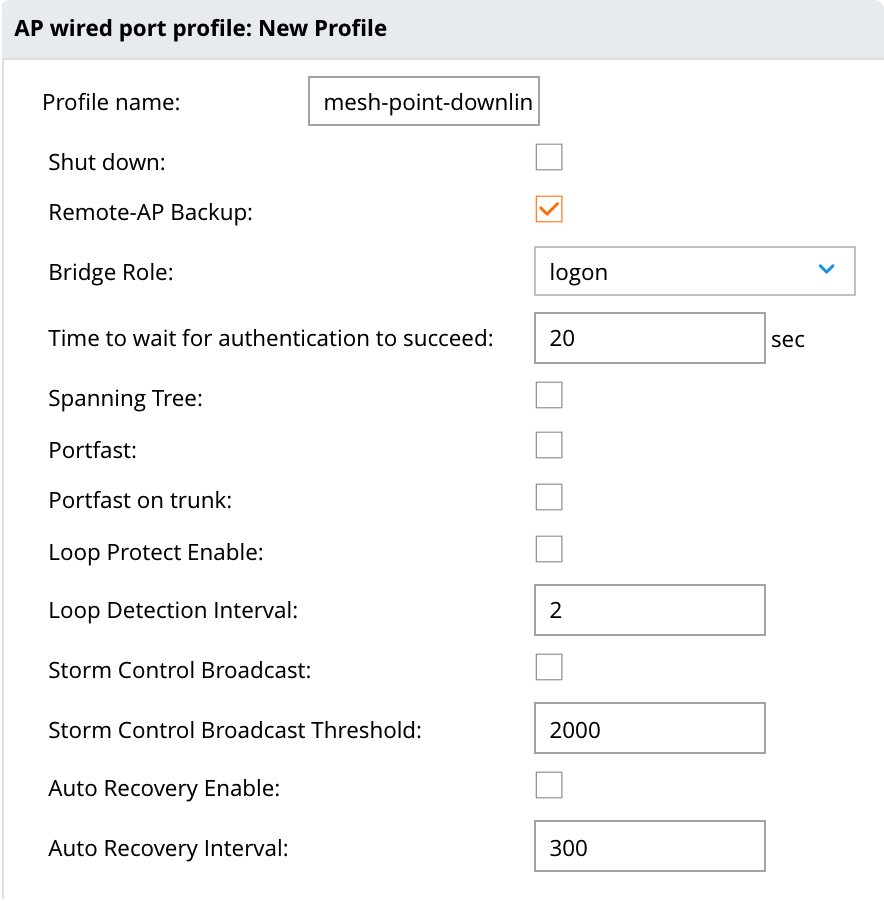 AP wired port profile: New Profile
Profile name: mesh-point-downlin
Shut down:
Remote-AP Backup:
Bridge Role: logon
Time to wait for authentication to succeed: 20 sec
Spanning Tree:
Portfast:
Portfast on trunk:
Loop Protect Enable:
Loop Detection Interval: 2
Storm Control Broadcast:
Storm Control Broadcast Threshold: 2000
Auto Recovery Enable:
Auto Recovery Interval: 300